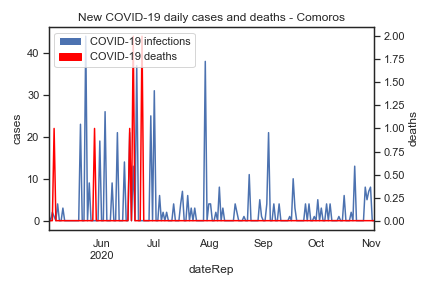 New COVID-19 daily cases and deaths - Comoros
COVID-19 infections
COVID-19 deaths
cases
40
30
20
10
0
deaths
2.00
1.75
1.50
1.25
1.00
0.75
0.50
0.25
0.00
Jun
2020
Jul
Aug
Sep
Oct
Nov
dateRep